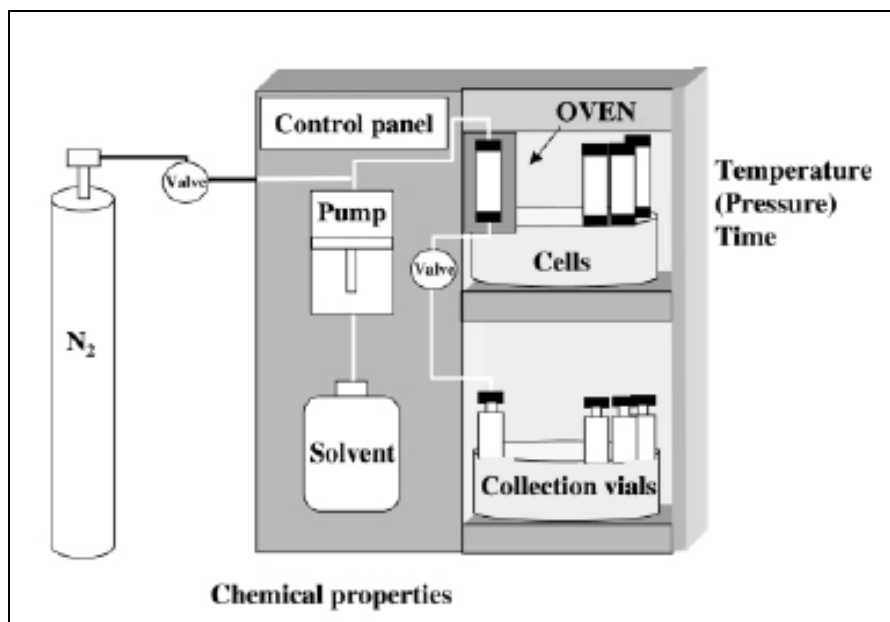 Control panel
OVEN
Valve
Pump
Temperature
(Pressure)
Time
Valve
Cells
N₂
Solvent
Collection vials
Chemical properties